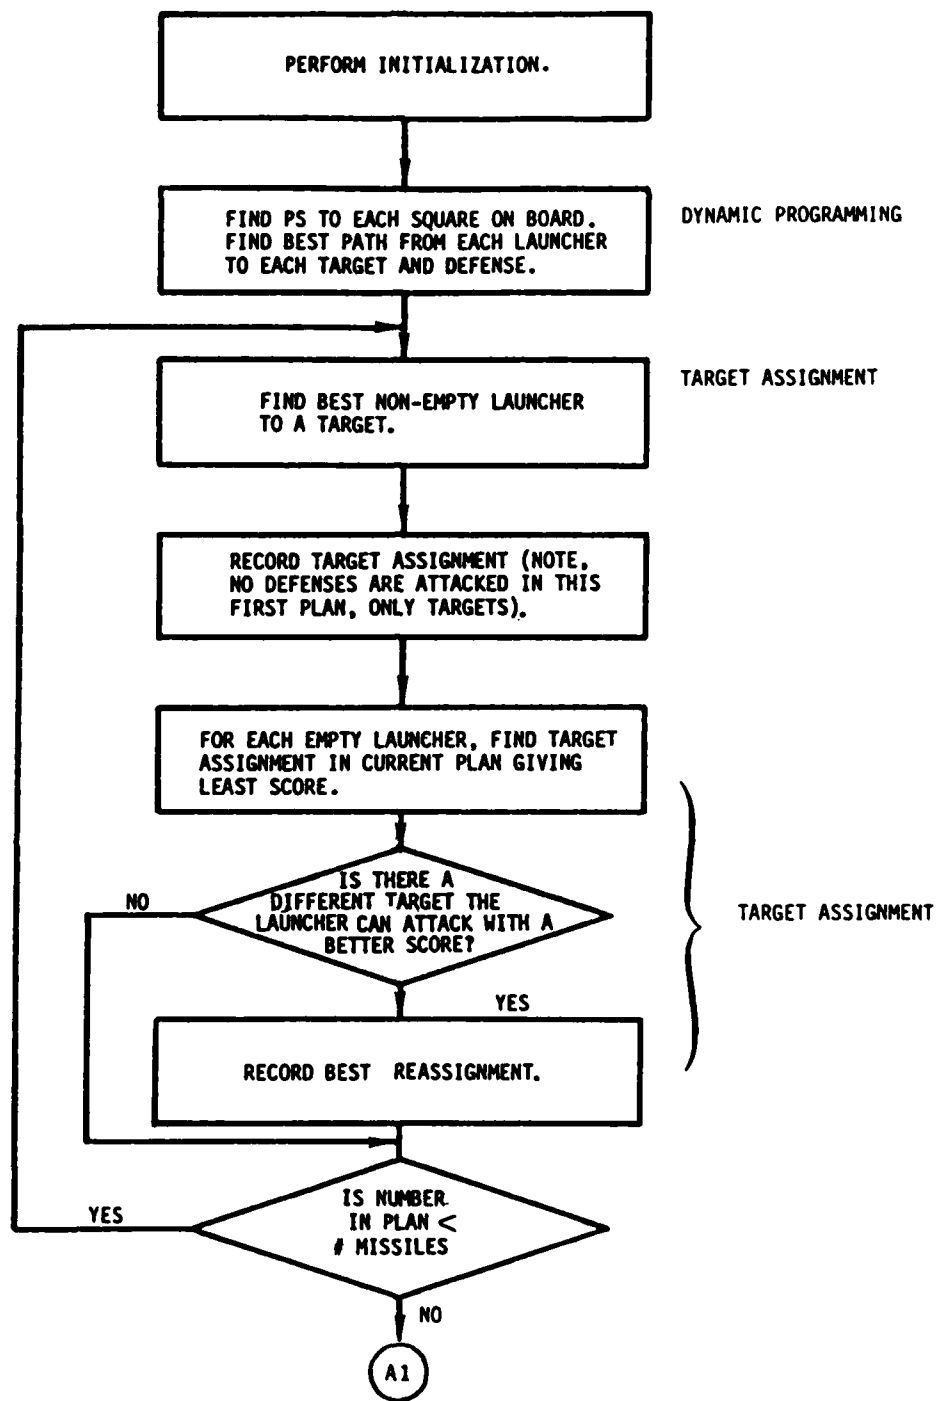 PERFORM INITIALIZATION.
FIND PS TO EACH SQUARE ON BOARD.
FIND BEST PATH FROM EACH LAUNCHER
TO EACH TARGET AND DEFENSE.
DYNAMIC PROGRAMMING
FIND BEST NON-EMPTY LAUNCHER
TO A TARGET.
TARGET ASSIGNMENT
RECORD TARGET ASSIGNMENT (NOTE,
NO DEFENSES ARE ATTACKED IN THIS
FIRST PLAN, ONLY TARGETS).
FOR EACH EMPTY LAUNCHER, FIND TARGET
ASSIGNMENT IN CURRENT PLAN GIVING
LEAST SCORE.
IS THERE A
DIFFERENT TARGET THE
LAUNCHER CAN ATTACK WITH A
BETTER SCORE?
NO
TARGET ASSIGNMENT
YES
RECORD BEST REASSIGNMENT.
IS NUMBER
IN PLAN <
# MISSILES
YES
NO
A1